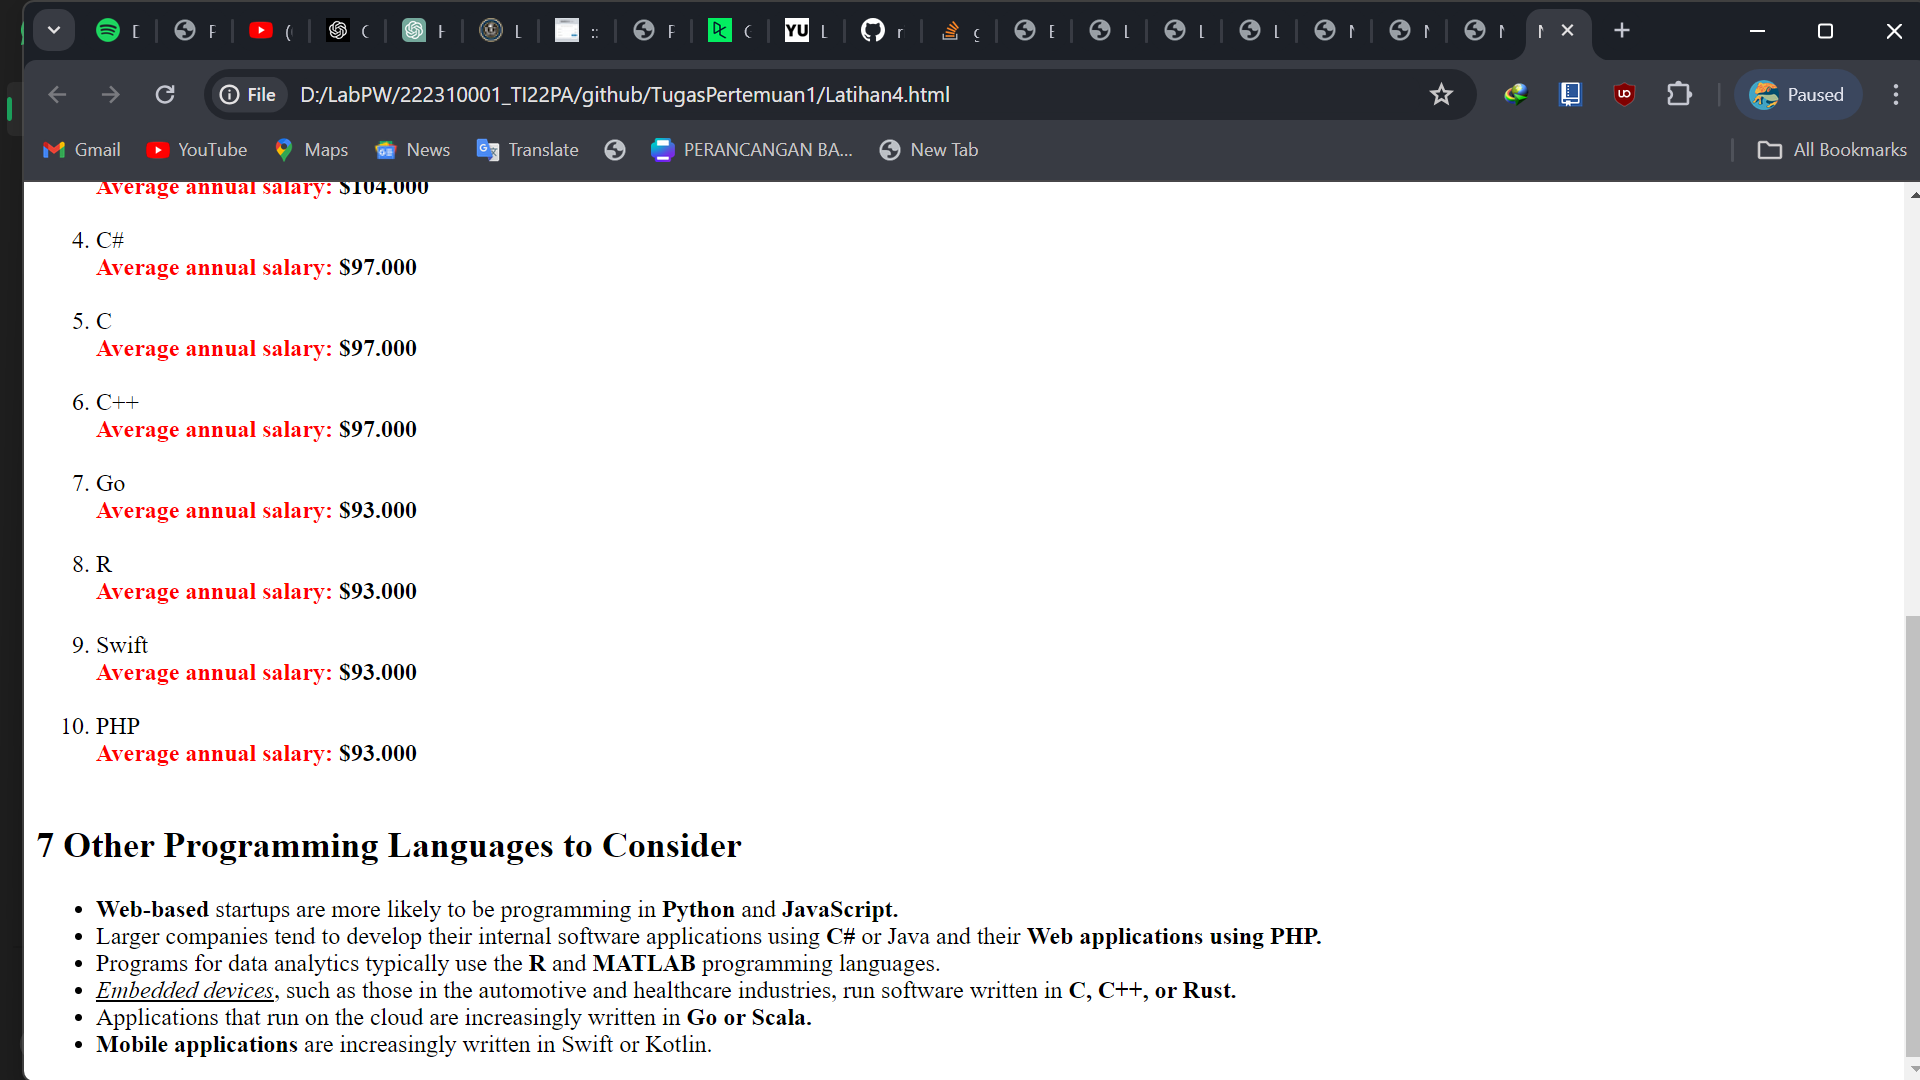 File
D:/LabPW/222310001_TI22PA/github/TugasPertemuan1/Latihan4.html
Paused
Gmail
YouTube
Maps
News
Translate
PERANCANGAN BA...
New Tab
All Bookmarks
Average annual salary: $104.000
4. C#
Average annual salary: $97.000
5. C
Average annual salary: $97.000
6. C++
Average annual salary: $97.000
7. Go
Average annual salary: $93.000
8. R
Average annual salary: $93.000
9. Swift
Average annual salary: $93.000
10. PHP
Average annual salary: $93.000
7 Other Programming Languages to Consider
• Web-based startups are more likely to be programming in Python and JavaScript.
• Larger companies tend to develop their internal software applications using C# or Java and their Web applications using PHP.
• Programs for data analytics typically use the R and MATLAB programming languages.
• Embedded devices, such as those in the automotive and healthcare industries, run software written in C, C++, or Rust.
• Applications that run on the cloud are increasingly written in Go or Scala.
• Mobile applications are increasingly written in Swift or Kotlin.